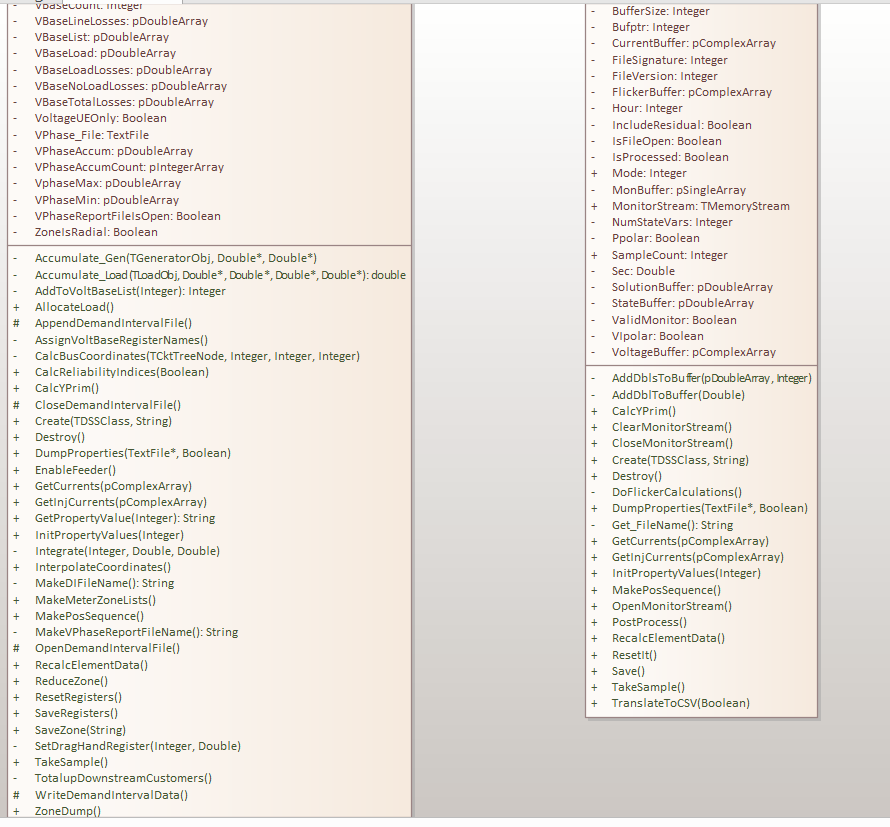 VBaseCount: Integer
- VBaseLineLosses: pDoubleArray
- VBaseList: pDoubleArray
- VBaseLoad: pDoubleArray
- VBaseLoadLosses: pDoubleArray
- VBaseNoLoadLosses: pDoubleArray
- VBaseTotalLosses: pDoubleArray
- VoltageUEOnly: Boolean
- VPhase_File: TextFile
- VPhaseAccum: pDoubleArray
- VPhaseAccumCount: pIntegerArray
- VphaseMax: pDoubleArray
- VPhaseMin: pDoubleArray
- VPhaseReportFileIsOpen: Boolean
- ZoneIsRadial: Boolean
- Accumulate_Gen(TGeneratorObj, Double*, Double*)
- Accumulate_Load(TLoadObj, Double*, Double*, Double*, Double*): double
- AddToVoltBaseList(Integer): Integer
+ AllocateLoad()
# AppendDemandIntervalFile()
- AssignVoltBaseRegisterNames()
- CalcBusCoordinates(TCktTreeNode, Integer, Integer, Integer)
+ CalcReliabilityIndices(Boolean)
+ CalcYPrim()
# CloseDemandIntervalFile()
+ Create(TDSSClass, String)
+ Destroy()
+ DumpProperties(TextFile*, Boolean)
+ EnableFeeder()
+ GetCurrents(pComplexArray)
+ GetInjCurrents(pComplexArray)
+ GetPropertyValue(Integer): String
+ InitPropertyValues(Integer)
- Integrate(Integer, Double, Double)
+ InterpolateCoordinates()
- MakeDIFileName(): String
+ MakeMeterZoneLists()
+ MakePosSequence()
- MakeVPhaseReportFileName(): String
# OpenDemandIntervalFile()
+ RecalcElementData()
+ ReduceZone()
+ ResetRegisters()
+ SaveRegisters()
+ SaveZone(String)
- SetDragHandRegister(Integer, Double)
+ TakeSample()
- TotalupDownstreamCustomers()
# WriteDemandIntervalData()
+ ZoneDump()
- BufferSize: Integer
- Bufptr: Integer
- CurrentBuffer: pComplexArray
- FileSignature: Integer
- FileVersion: Integer
- FlickerBuffer: pComplexArray
- Hour: Integer
- IncludeResidual: Boolean
- IsFileOpen: Boolean
- IsProcessed: Boolean
+ Mode: Integer
- MonBuffer: pSingleArray
+ MonitorStream: TMemoryStream
- NumStateVars: Integer
- Ppolar: Boolean
+ SampleCount: Integer
- Sec: Double
- SolutionBuffer: pDoubleArray
- StateBuffer: pDoubleArray
- ValidMonitor: Boolean
- VIpolar: Boolean
- VoltageBuffer: pComplexArray
- AddDblsToBuffer(pDoubleArray, Integer)
- AddDblToBuffer(Double)
+ CalcYPrim()
+ ClearMonitorStream()
+ CloseMonitorStream()
+ Create(TDSSClass, String)
+ Destroy()
- DoFlickerCalculations()
+ DumpProperties(TextFile*, Boolean)
- Get_FileName(): String
+ GetCurrents(pComplexArray)
+ GetInjCurrents(pComplexArray)
+ InitPropertyValues(Integer)
+ MakePosSequence()
+ OpenMonitorStream()
+ PostProcess()
+ RecalcElementData()
+ ResetIt()
+ Save()
+ TakeSample()
+ TranslateToCSV(Boolean)